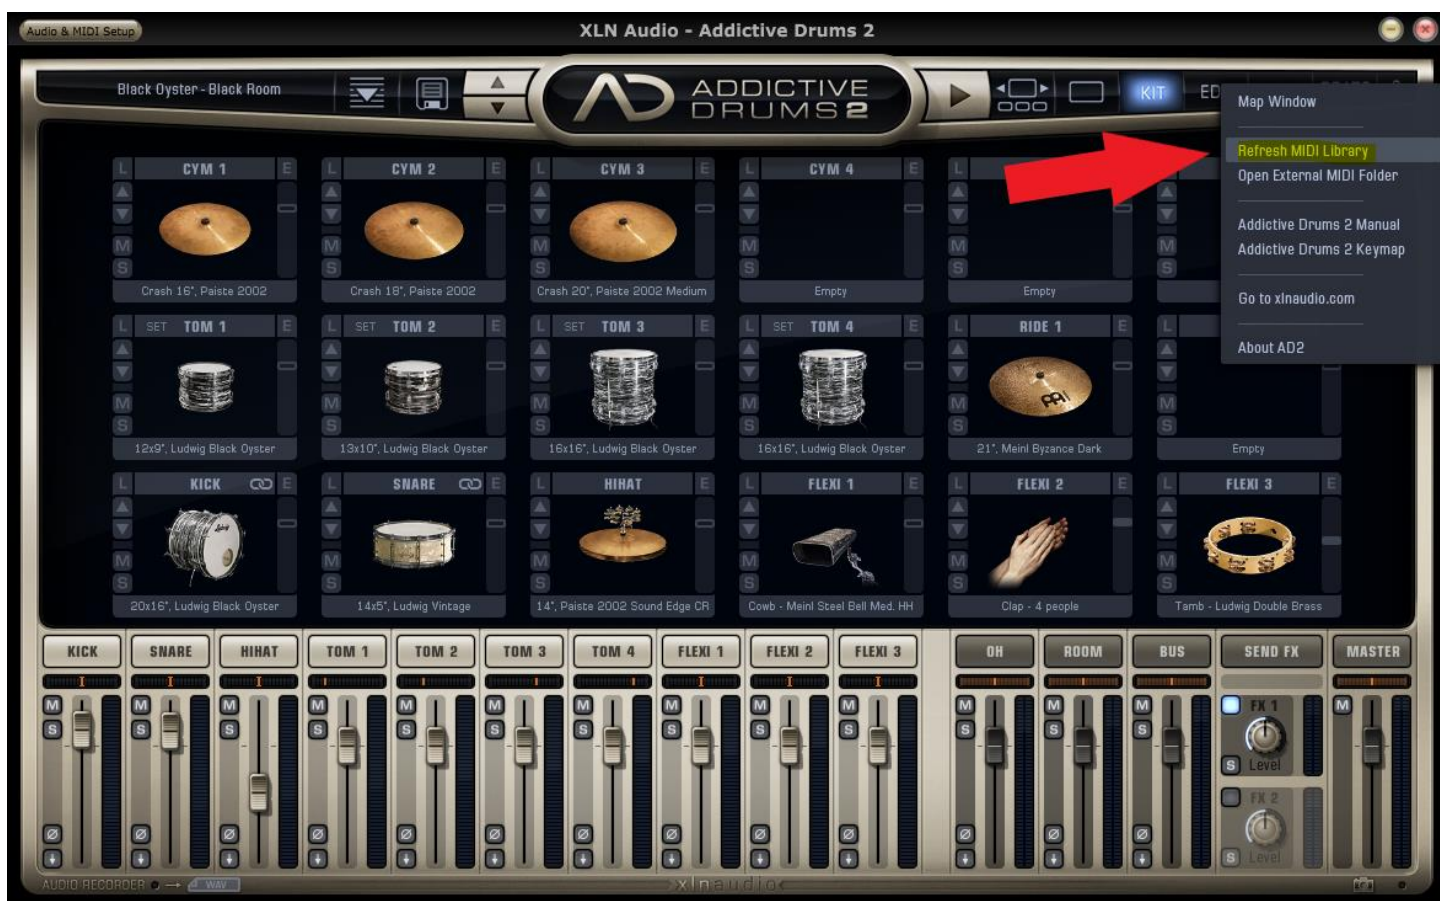 Audio & MIDI Setup
XLN Audio - Addictive Drums 2
Black Oyster - Black Room
ADDICTIVE
DRUMS 2
KIT
Map Window
Refresh MIDI Library
Open External MIDI Folder
Addictive Drums 2 Manual
Addictive Drums 2 Keymap
Go to xlnaudio.com
About AD2
L CYM 1 E
L CYM 2 E
L CYM 3 E
L CYM 4 E
L
M
S
M
S
M
S
M
S
M
S
M
S
Crash 16", Paiste 2002
Crash 18", Paiste 2002
Crash 20", Paiste 2002 Medium
Empty
Empty
L SET TOM 1 E
L SET TOM 2 E
L SET TOM 3 E
L SET TOM 4 E
L RIDE 1 E
L
M
S
M
S
M
S
M
S
M
S
M
S
12x9", Ludwig Black Oyster
13x10", Ludwig Black Oyster
16x16", Ludwig Black Oyster
16x16", Ludwig Black Oyster
21", Meinl Byzance Dark
Empty
L KICK E
L SNARE E
L HIHAT E
L FLEXI 1 E
L FLEXI 2 E
L FLEXI 3 E
M
S
M
S
M
S
M
S
M
S
M
S
20x16", Ludwig Black Oyster
14x5", Ludwig Vintage
14", Paiste 2002 Sound Edge CR
Cowb - Meinl Steel Bell Med. HH
Clap - 4 people
Tamb - Ludwig Double Brass
KICK
SNARE
HIHAT
TOM 1
TOM 2
TOM 3
TOM 4
FLEXI 1
FLEXI 2
FLEXI 3
OH
ROOM
BUS
SEND FX
MASTER
M
S
M
S
M
S
M
S
M
S
M
S
M
S
M
S
M
S
M
S
M
S
M
S
M
S
FX 1
S Level
FX 2
S Level
M
AUDIO RECORDER
WAV
xlnaudio